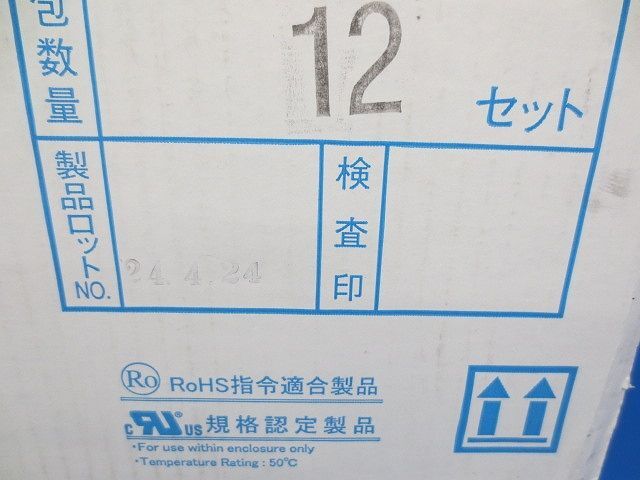 包数量
12
セット
製品ロットNO.
24.4.24
検査印
Ro RoHS指令適合製品
c RU US 規格認定製品
・For use within enclosure only
・Temperature Rating : 50℃